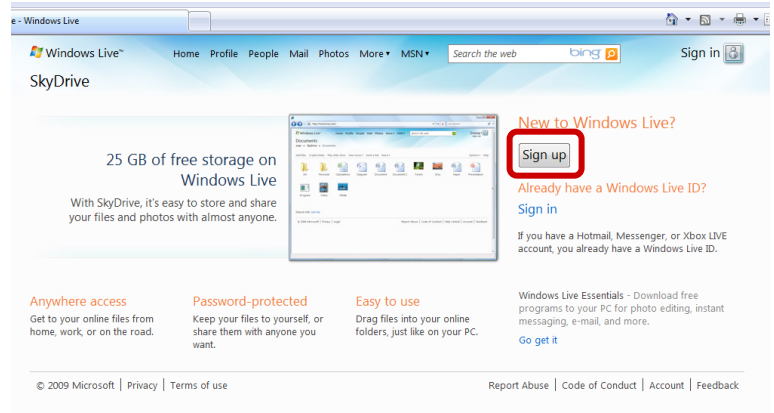 e - Windows Live
Windows Live™ Home Profile People Mail Photos More MSN Search the web bing Sign in
SkyDrive
New to Windows Live?
Sign up
25 GB of free storage on
Windows Live
With SkyDrive, it's easy to store and share
your files and photos with almost anyone.
Documents
Already have a Windows Live ID?
Sign in
If you have a Hotmail, Messenger, or Xbox LIVE
account, you already have a Windows Live ID.
Anywhere access
Get to your online files from
home, work, or on the road.
Password-protected
Keep your files to yourself, or
share them with anyone you
want.
Easy to use
Drag files into your online
folders, just like on your PC.
Windows Live Essentials - Download free
programs to your PC for photo editing, instant
messaging, e-mail, and more.
Go get it
© 2009 Microsoft | Privacy | Terms of use Report Abuse | Code of Conduct | Account | Feedback